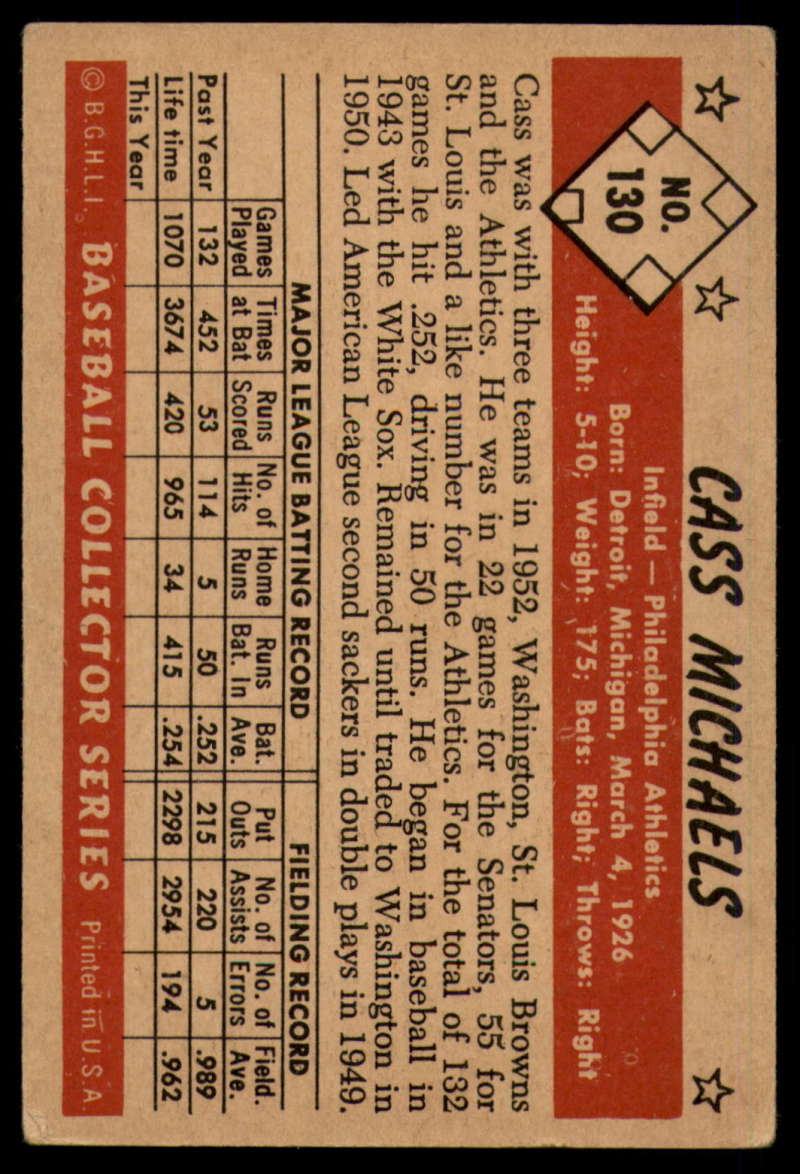 CASS MICHAELS
NO.
130
Infield — Philadelphia Athletics
Born: Detroit, Michigan, March 4, 1926
Height: 5-10; Weight: 175; Bats: Right; Throws: Right
Cass was with three teams in 1952, Washington, St. Louis Browns
and the Athletics. He was in 22 games for the Senators, 55 for
St. Louis and a like number for the Athletics. For the total of 132
games he hit .252, driving in 50 runs. He began in baseball in
1943 with the White Sox. Remained until traded to Washington in
1950. Led American League second sackers in double plays in 1949.
MAJOR LEAGUE BATTING RECORD FIELDING RECORD
Games Times Runs No. of Home Runs Bat. Put No. of No. of Field.
Played at Bat Scored Hits Runs Bat. In Ave. Outs Assists Errors Ave.
Past Year 132 452 53 114 5 50 .252 215 220 5 .989
Life time 1070 3674 420 965 34 415 .254 2298 2954 194 .962
This Year
© B.G.H.L.I. BASEBALL COLLECTOR SERIES Printed in U.S.A.